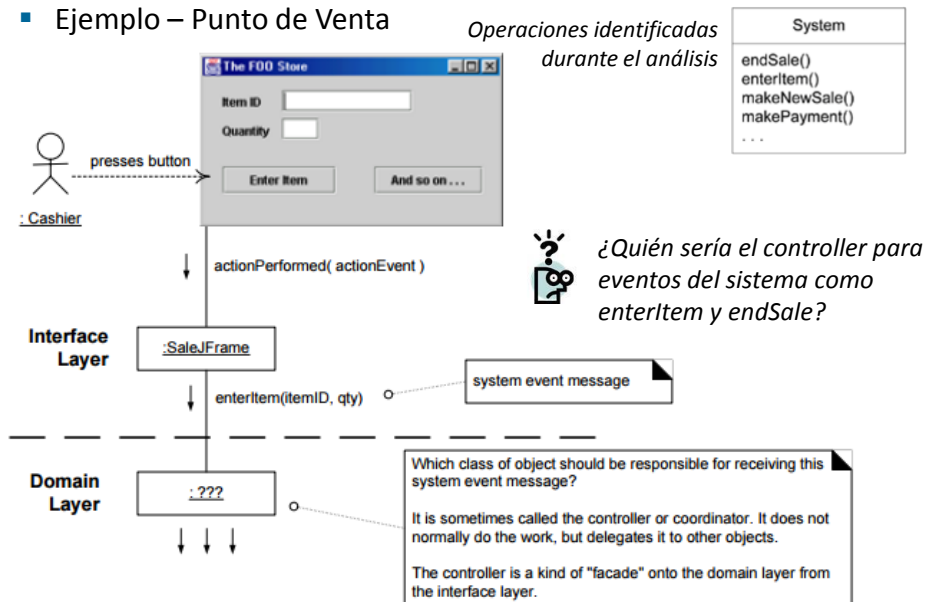 Ejemplo – Punto de Venta
Operaciones identificadas
durante el análisis
System
endSale()
enterItem()
makeNewSale()
makePayment()
. . .
The FOO Store
Item ID
Quantity
Enter Item
And so on . . .
presses button
: Cashier
actionPerformed( actionEvent )
¿Quién sería el controller para
eventos del sistema como
enterItem y endSale?
Interface
Layer
:SaleJFrame
system event message
enterItem(itemID, qty)
Domain
Layer
: ???
Which class of object should be responsible for receiving this
system event message?
It is sometimes called the controller or coordinator. It does not
normally do the work, but delegates it to other objects.
The controller is a kind of "facade" onto the domain layer from
the interface layer.